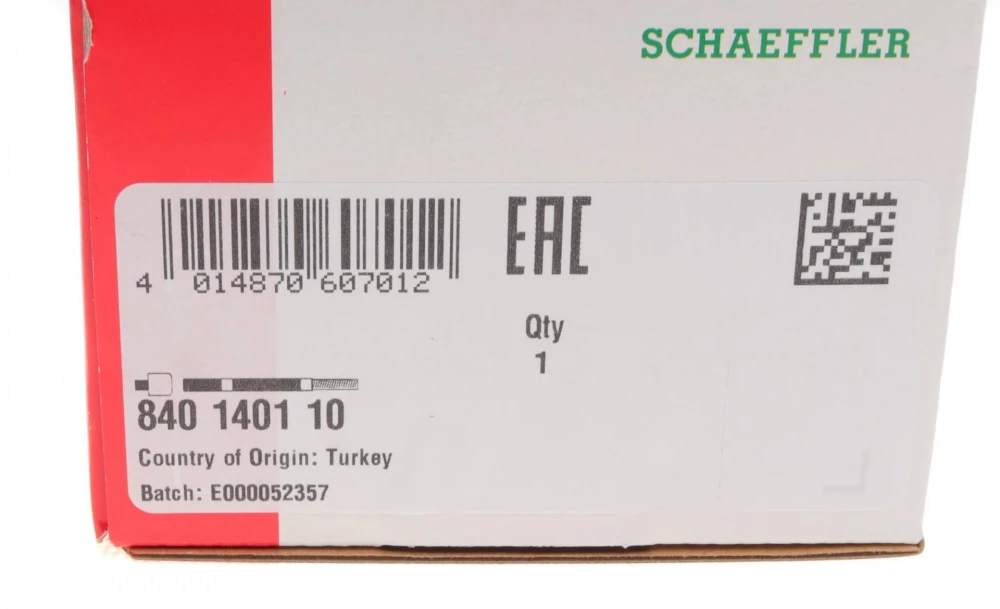 SCHAEFFLER
EAC
4 014870 607012
Qty
1
840 1401 10
Country of Origin: Turkey
Batch: E000052357